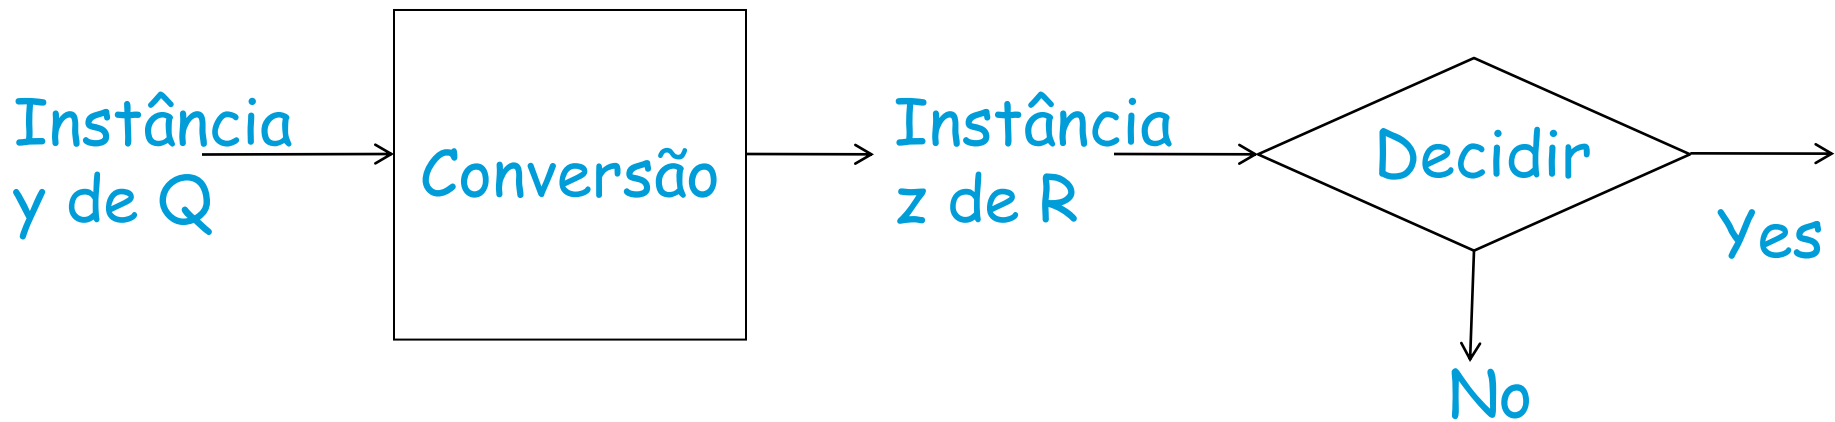 Instância
y de Q
Conversão
Instância
z de R
Decidir
Yes
No